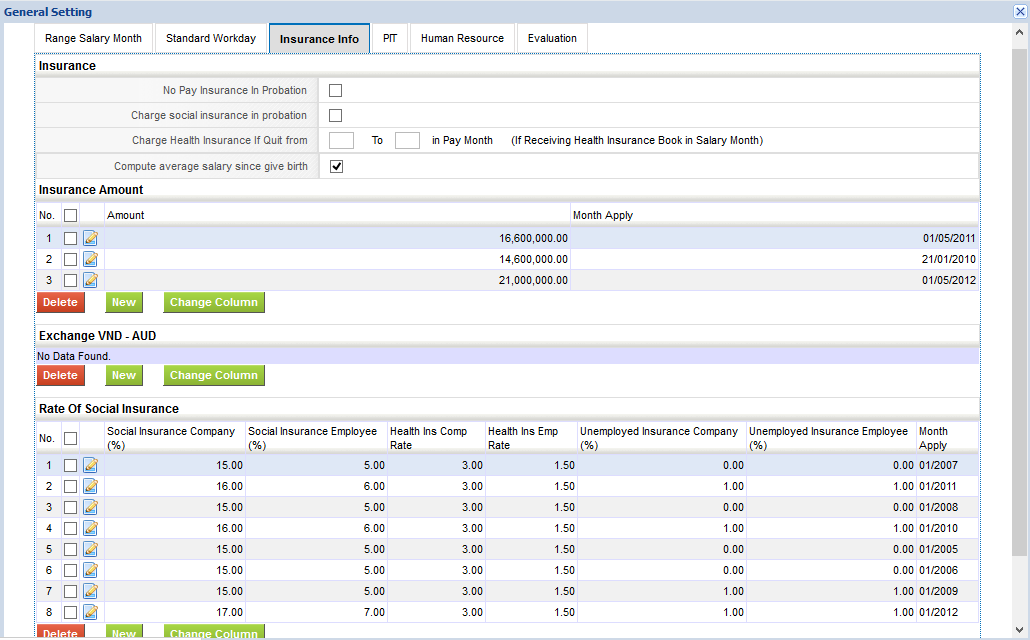 General Setting
Range Salary Month Standard Workday Insurance Info PIT Human Resource Evaluation
Insurance
No Pay Insurance In Probation
Charge social insurance in probation
Charge Health Insurance If Quit from To in Pay Month (If Receiving Health Insurance Book in Salary Month)
Compute average salary since give birth
Insurance Amount
No. Amount Month Apply
1 16,600,000.00 01/05/2011
2 14,600,000.00 21/01/2010
3 21,000,000.00 01/05/2012
Delete New Change Column
Exchange VND - AUD
No Data Found.
Delete New Change Column
Rate Of Social Insurance
No. Social Insurance Company (%) Social Insurance Employee (%) Health Ins Comp Rate Health Ins Emp Rate Unemployed Insurance Company (%) Unemployed Insurance Employee (%) Month Apply
1 15.00 5.00 3.00 1.50 0.00 0.00 01/2007
2 16.00 6.00 3.00 1.50 1.00 1.00 01/2011
3 15.00 5.00 3.00 1.50 0.00 0.00 01/2008
4 16.00 6.00 3.00 1.50 1.00 1.00 01/2010
5 15.00 5.00 3.00 1.50 0.00 0.00 01/2005
6 15.00 5.00 3.00 1.50 0.00 0.00 01/2006
7 15.00 5.00 3.00 1.50 1.00 1.00 01/2009
8 17.00 7.00 3.00 1.50 1.00 1.00 01/2012
Delete New Change Column